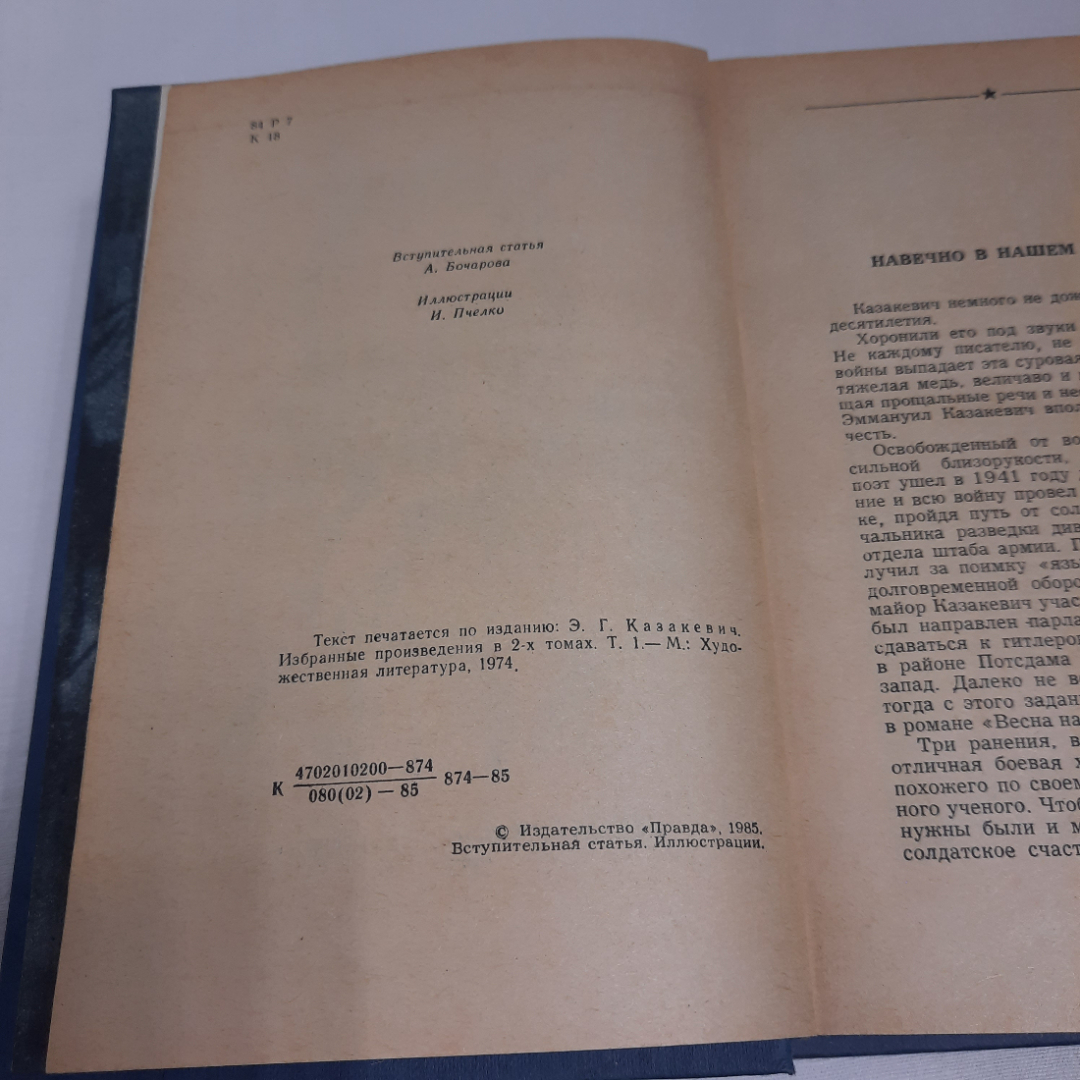 84 Р 7
К 18
Вступительная статья
А. Бочарова
Иллюстрации
И. Пчелко
Текст печатается по изданию: Э. Г. Казакевич.
Избранные произведения в 2-х томах. Т. 1.— М.: Худо-
жественная литература, 1974.
К 4702010200—874 / 080(02) — 85 874—85
© Издательство «Правда», 1985.
Вступительная статья. Иллюстрации.
НАВЕЧНО В НАШЕМ
Казакевич немного не дож
десятилетия.
Хоронили его под звуки
Не каждому писателю, не
войны выпадает эта суровая
тяжелая медь, величаво и
щая прощальные речи и не
Эммануил Казакевич впол
честь.
Освобожденный от во
сильной близорукости,
поэт ушел в 1941 году
ние и всю войну провел
ке, пройдя путь от сол
чальника разведки див
отдела штаба армии. П
лучил за поимку «язы
долговременной оборо
майор Казакевич учас
был направлен парла
сдаваться к гитлеро
в районе Потсдама
запад. Далеко не в
тогда с этого задан
в романе «Весна на
Три ранения, в
отличная боевая х
похожего по своем
ного ученого. Чтоб
нужны были и м
солдатское счаст